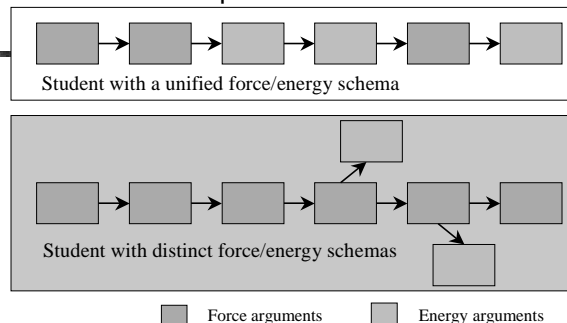 Student with a unified force/energy schema
Student with distinct force/energy schemas
Force arguments Energy arguments